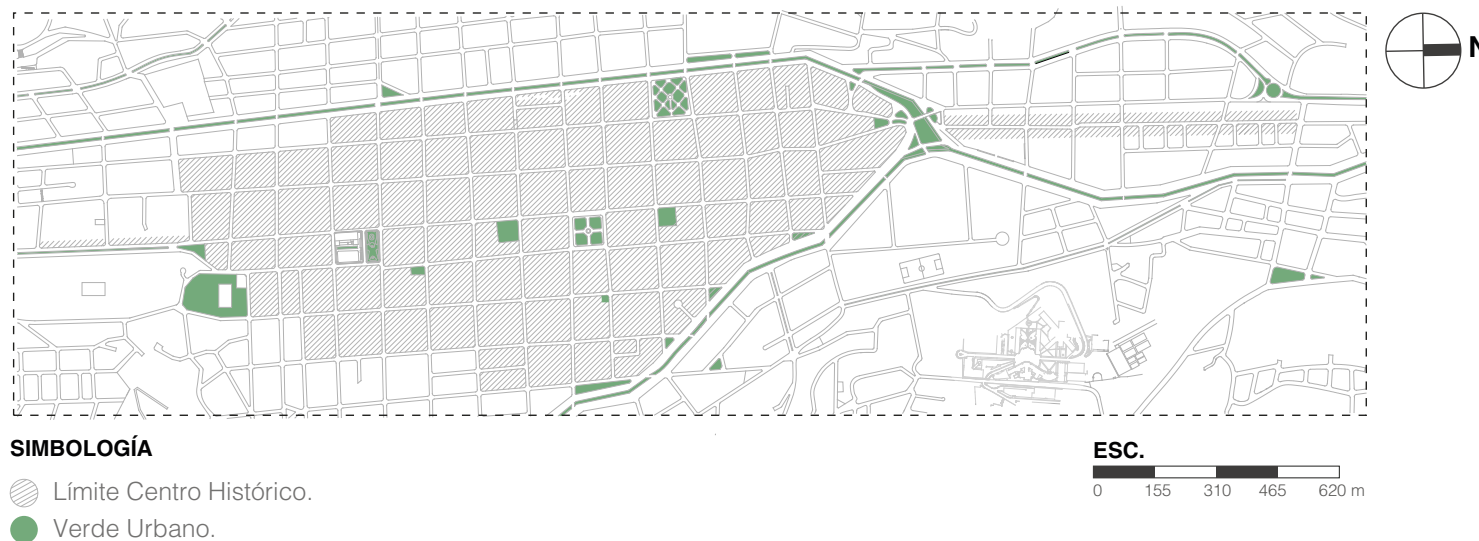 N
SIMBOLOGÍA
Límite Centro Histórico.
Verde Urbano.
ESC.
0 155 310 465 620 m